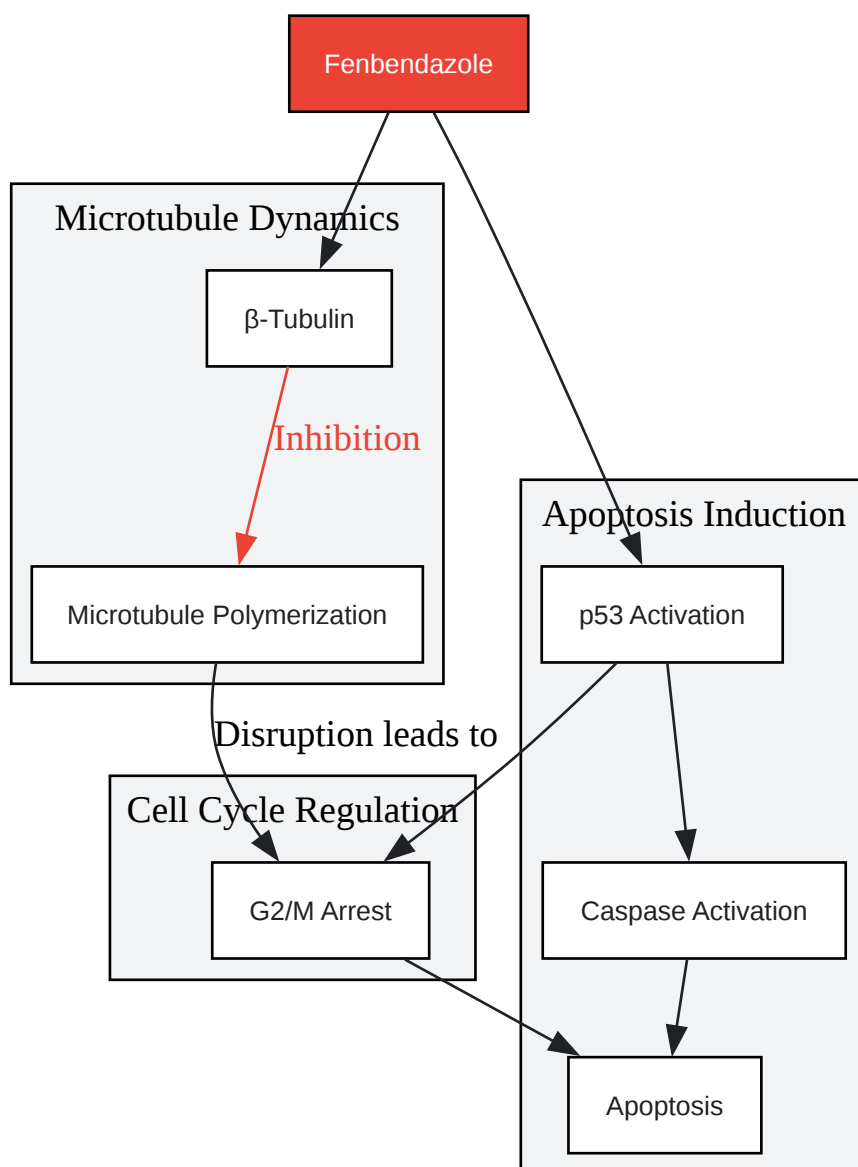 Fenbendazole
Microtubule Dynamics
β-Tubulin
Inhibition
Apoptosis Induction
Microtubule Polymerization
p53 Activation
Disruption leads to
Cell Cycle Regulation
G2/M Arrest
Caspase Activation
Apoptosis